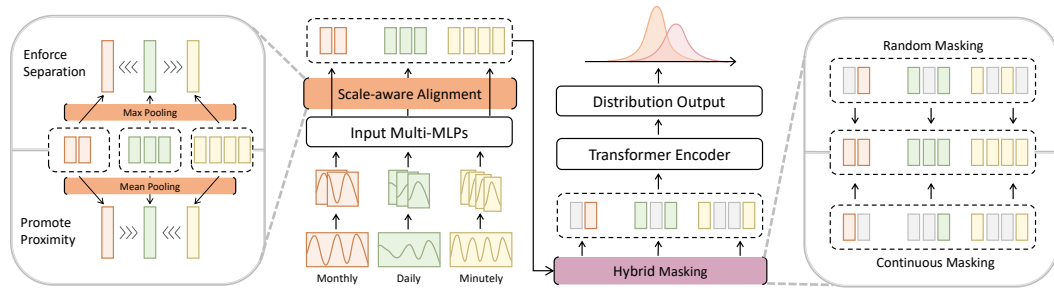 Enforce
Separation
<<<
>>>
Max Pooling
Mean Pooling
Promote
Proximity
>>>
<<<
Scale-aware Alignment
Input Multi-MLPs
Monthly
Daily
Minutely
Distribution Output
Transformer Encoder
Hybrid Masking
Random Masking
Continuous Masking